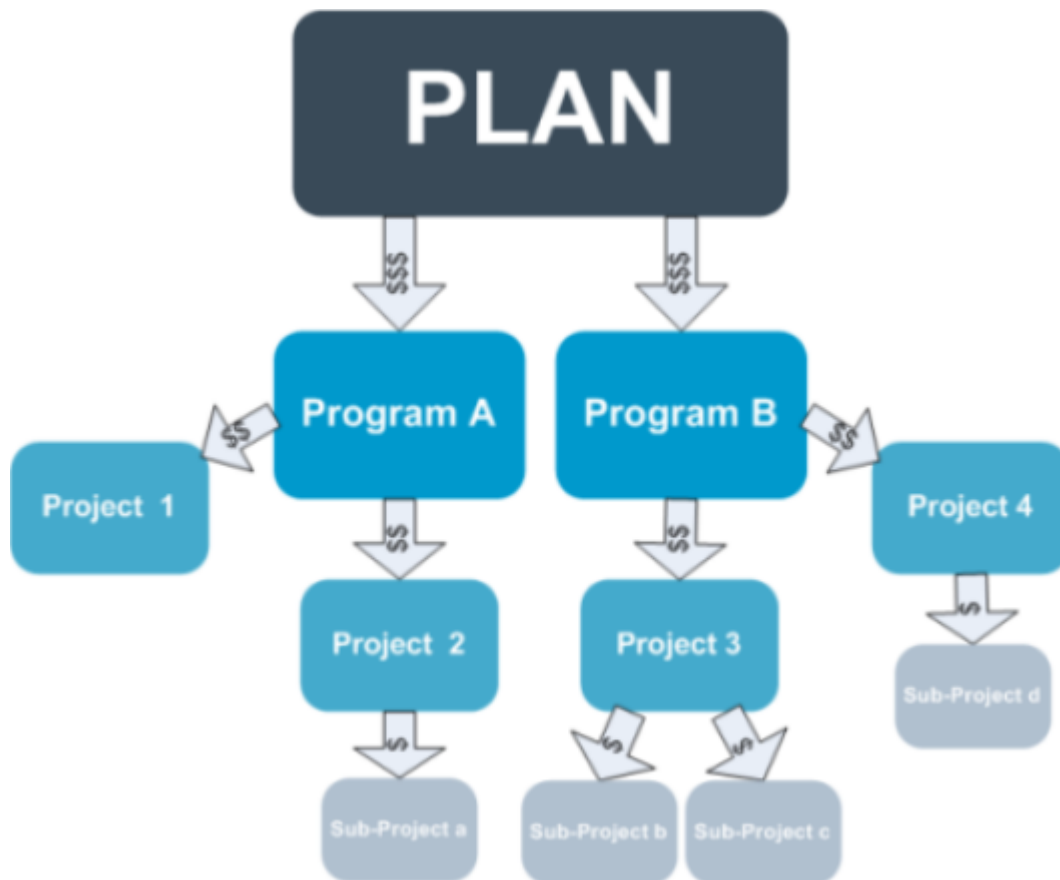 PLAN
$$$
$$$
Program A
Program B
$$
$$
Project 1
Project 4
$$
$$
$
Project 2
Project 3
Sub-Project d
$
$
$
Sub-Project a
Sub-Project b
Sub-Project c